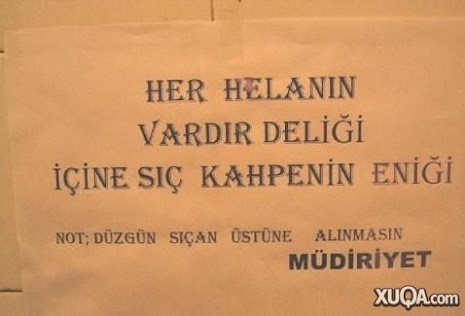 HER HELANIN
VARDIR DELİĞİ
İÇİNE SIÇ KAHPENİN ENİĞİ
NOT; DÜZGÜN SIÇAN ÜSTÜNE ALINMASIN
MÜDİRİYET
XUQA.com